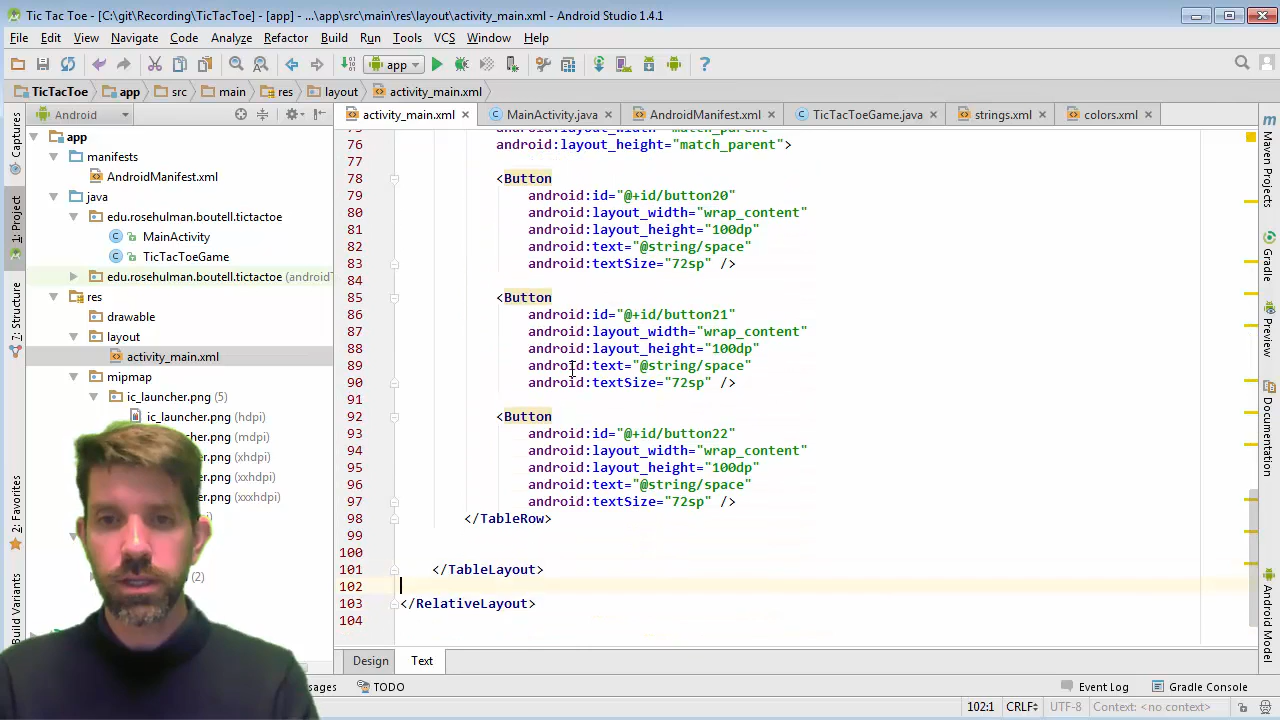 Tic Tac Toe - [C:\git\Recording\TicTacToe] - [app] - ...\app\src\main\res\layout\activity_main.xml - Android Studio 1.4.1
File Edit View Navigate Code Analyze Refactor Build Run Tools VCS Window Help
app
TicTacToe app src main res layout activity_main.xml
Android
activity_main.xml MainActivity.java AndroidManifest.xml TicTacToeGame.java strings.xml colors.xml
Captures
1: Project
7: Structure
2: Favorites
Build Variants
app
manifests
AndroidManifest.xml
java
edu.rosehulman.boutell.tictactoe
MainActivity
TicTacToeGame
edu.rosehulman.boutell.tictactoe (android
res
drawable
layout
activity_main.xml
mipmap
ic_launcher.png (5)
ic_launcher.png (hdpi)
cher.png (mdpi)
cher.png (xhdpi)
cher.png (xxhdpi)
cher.png (xxxhdpi)
(2)
75 android:layout_width="match_parent"
76 android:layout_height="match_parent">
77
78 <Button
79 android:id="@+id/button20"
80 android:layout_width="wrap_content"
81 android:layout_height="100dp"
82 android:text="@string/space"
83 android:textSize="72sp" />
84
85 <Button
86 android:id="@+id/button21"
87 android:layout_width="wrap_content"
88 android:layout_height="100dp"
89 android:text="@string/space"
90 android:textSize="72sp" />
91
92 <Button
93 android:id="@+id/button22"
94 android:layout_width="wrap_content"
95 android:layout_height="100dp"
96 android:text="@string/space"
97 android:textSize="72sp" />
98 </TableRow>
99
100
101 </TableLayout>
102
103 </RelativeLayout>
104
Maven Projects
Gradle
Preview
Documentation
Android Model
Design Text
ssages TODO Event Log Gradle Console
102:1 CRLF UTF-8 Context: <no context>